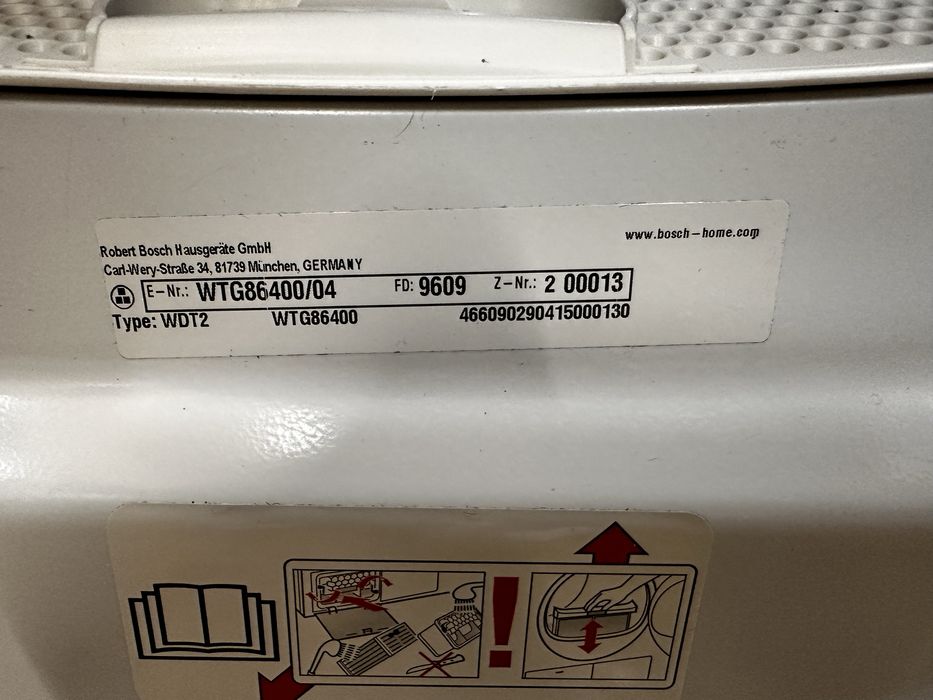 Robert Bosch Hausgeräte GmbH
www.bosch-home.com
Carl-Wery-Straße 34, 81739 München, GERMANY
E-Nr.: WTG86400/04 FD: 9609 Z-Nr.: 2 00013
Type: WDT2 WTG86400 466090290415000130
!